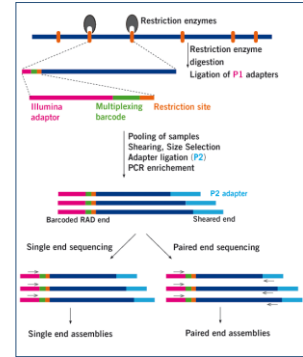 Restriction enzymes
Restriction enzyme
digestion
Ligation of P1 adapters
Illumina
adaptor
Multiplexing
barcode
Restriction site
Pooling of samples
Shearing, Size Selection
Adapter ligation (P2)
PCR enrichement
P2 adapter
Barcoded RAD end
Sheared end
Single end sequencing
Paired end sequencing
Single end assemblies
Paired end assemblies